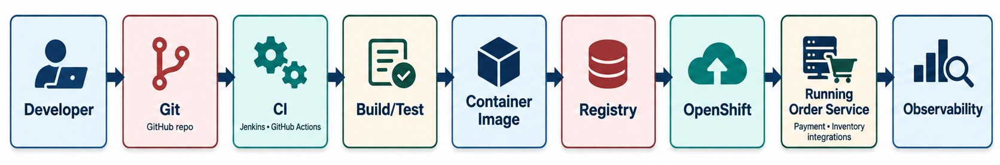 Developer
Git
GitHub repo
CI
Jenkins • GitHub Actions
Build/Test
Container
Image
Registry
OpenShift
Running
Order Service
Payment • Inventory
integrations
Observability